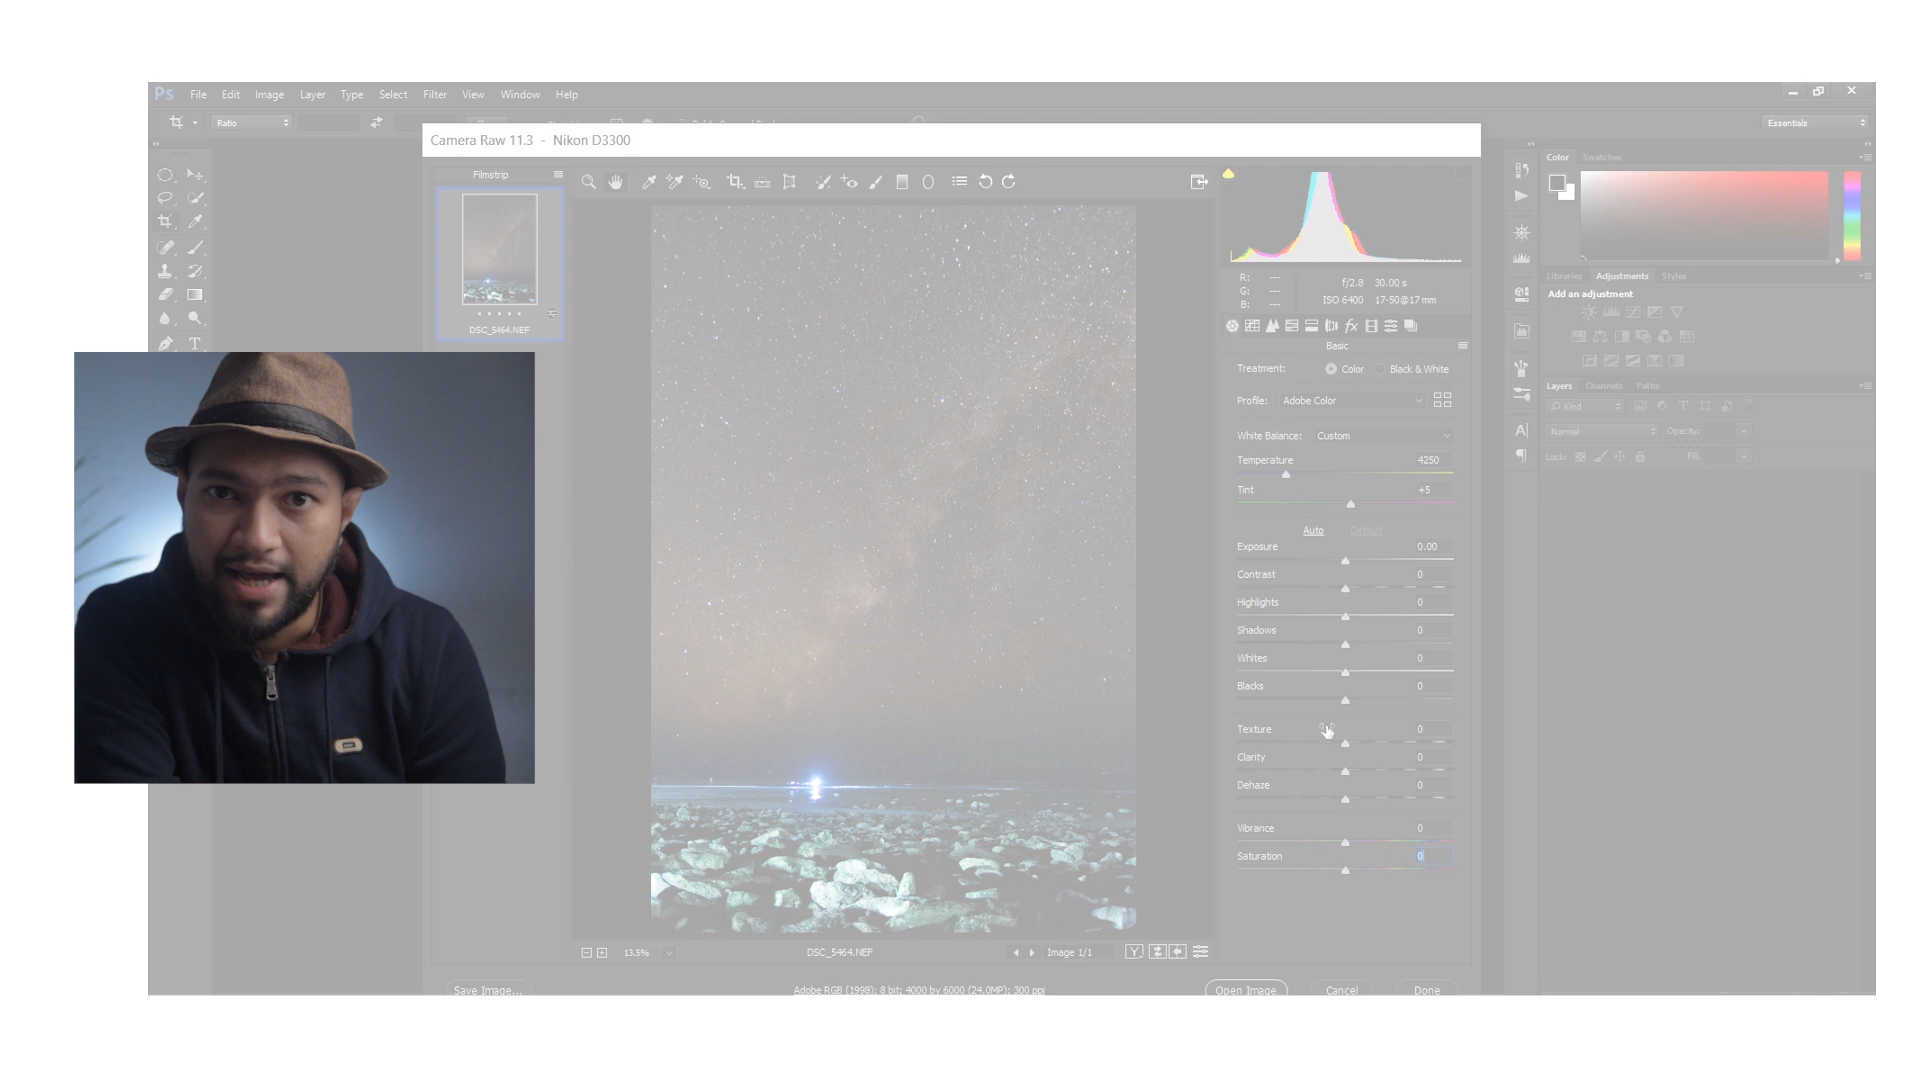 Ps File Edit Image Layer Type Select Filter View Window Help
Ratio
Essentials
Camera Raw 11.3 - Nikon D3300
Filmstrip
DSC_5464.NEF
R: ---
G: ---
B: ---
f/2.8 30.00 s
ISO 6400 17-50@17 mm
Basic
Treatment: Color Black & White
Profile: Adobe Color
White Balance: Custom
Temperature 4250
Tint +5
Auto Default
Exposure 0.00
Contrast 0
Highlights 0
Shadows 0
Whites 0
Blacks 0
Texture 0
Clarity 0
Dehaze 0
Vibrance 0
Saturation 0
13.5% DSC_5464.NEF Image 1/1 Y
Save Image... Adobe RGB (1998); 8 bit; 4000 by 6000 (24.0MP); 300 ppi Open Image Cancel Done
Color Swatches
Libraries Adjustments Styles
Add an adjustment
Layers Channels Paths
Kind
Normal Opacity:
Lock: Fill: